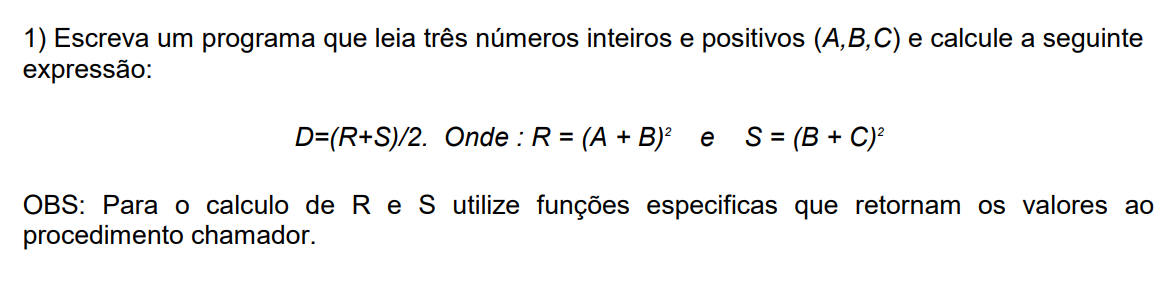 1) Escreva um programa que leia três números inteiros e positivos (A,B,C) e calcule a seguinte
expressão:
D=(R+S)/2. Onde : R = (A + B)² e S = (B + C)²
OBS: Para o calculo de R e S utilize funções especificas que retornam os valores ao
procedimento chamador.